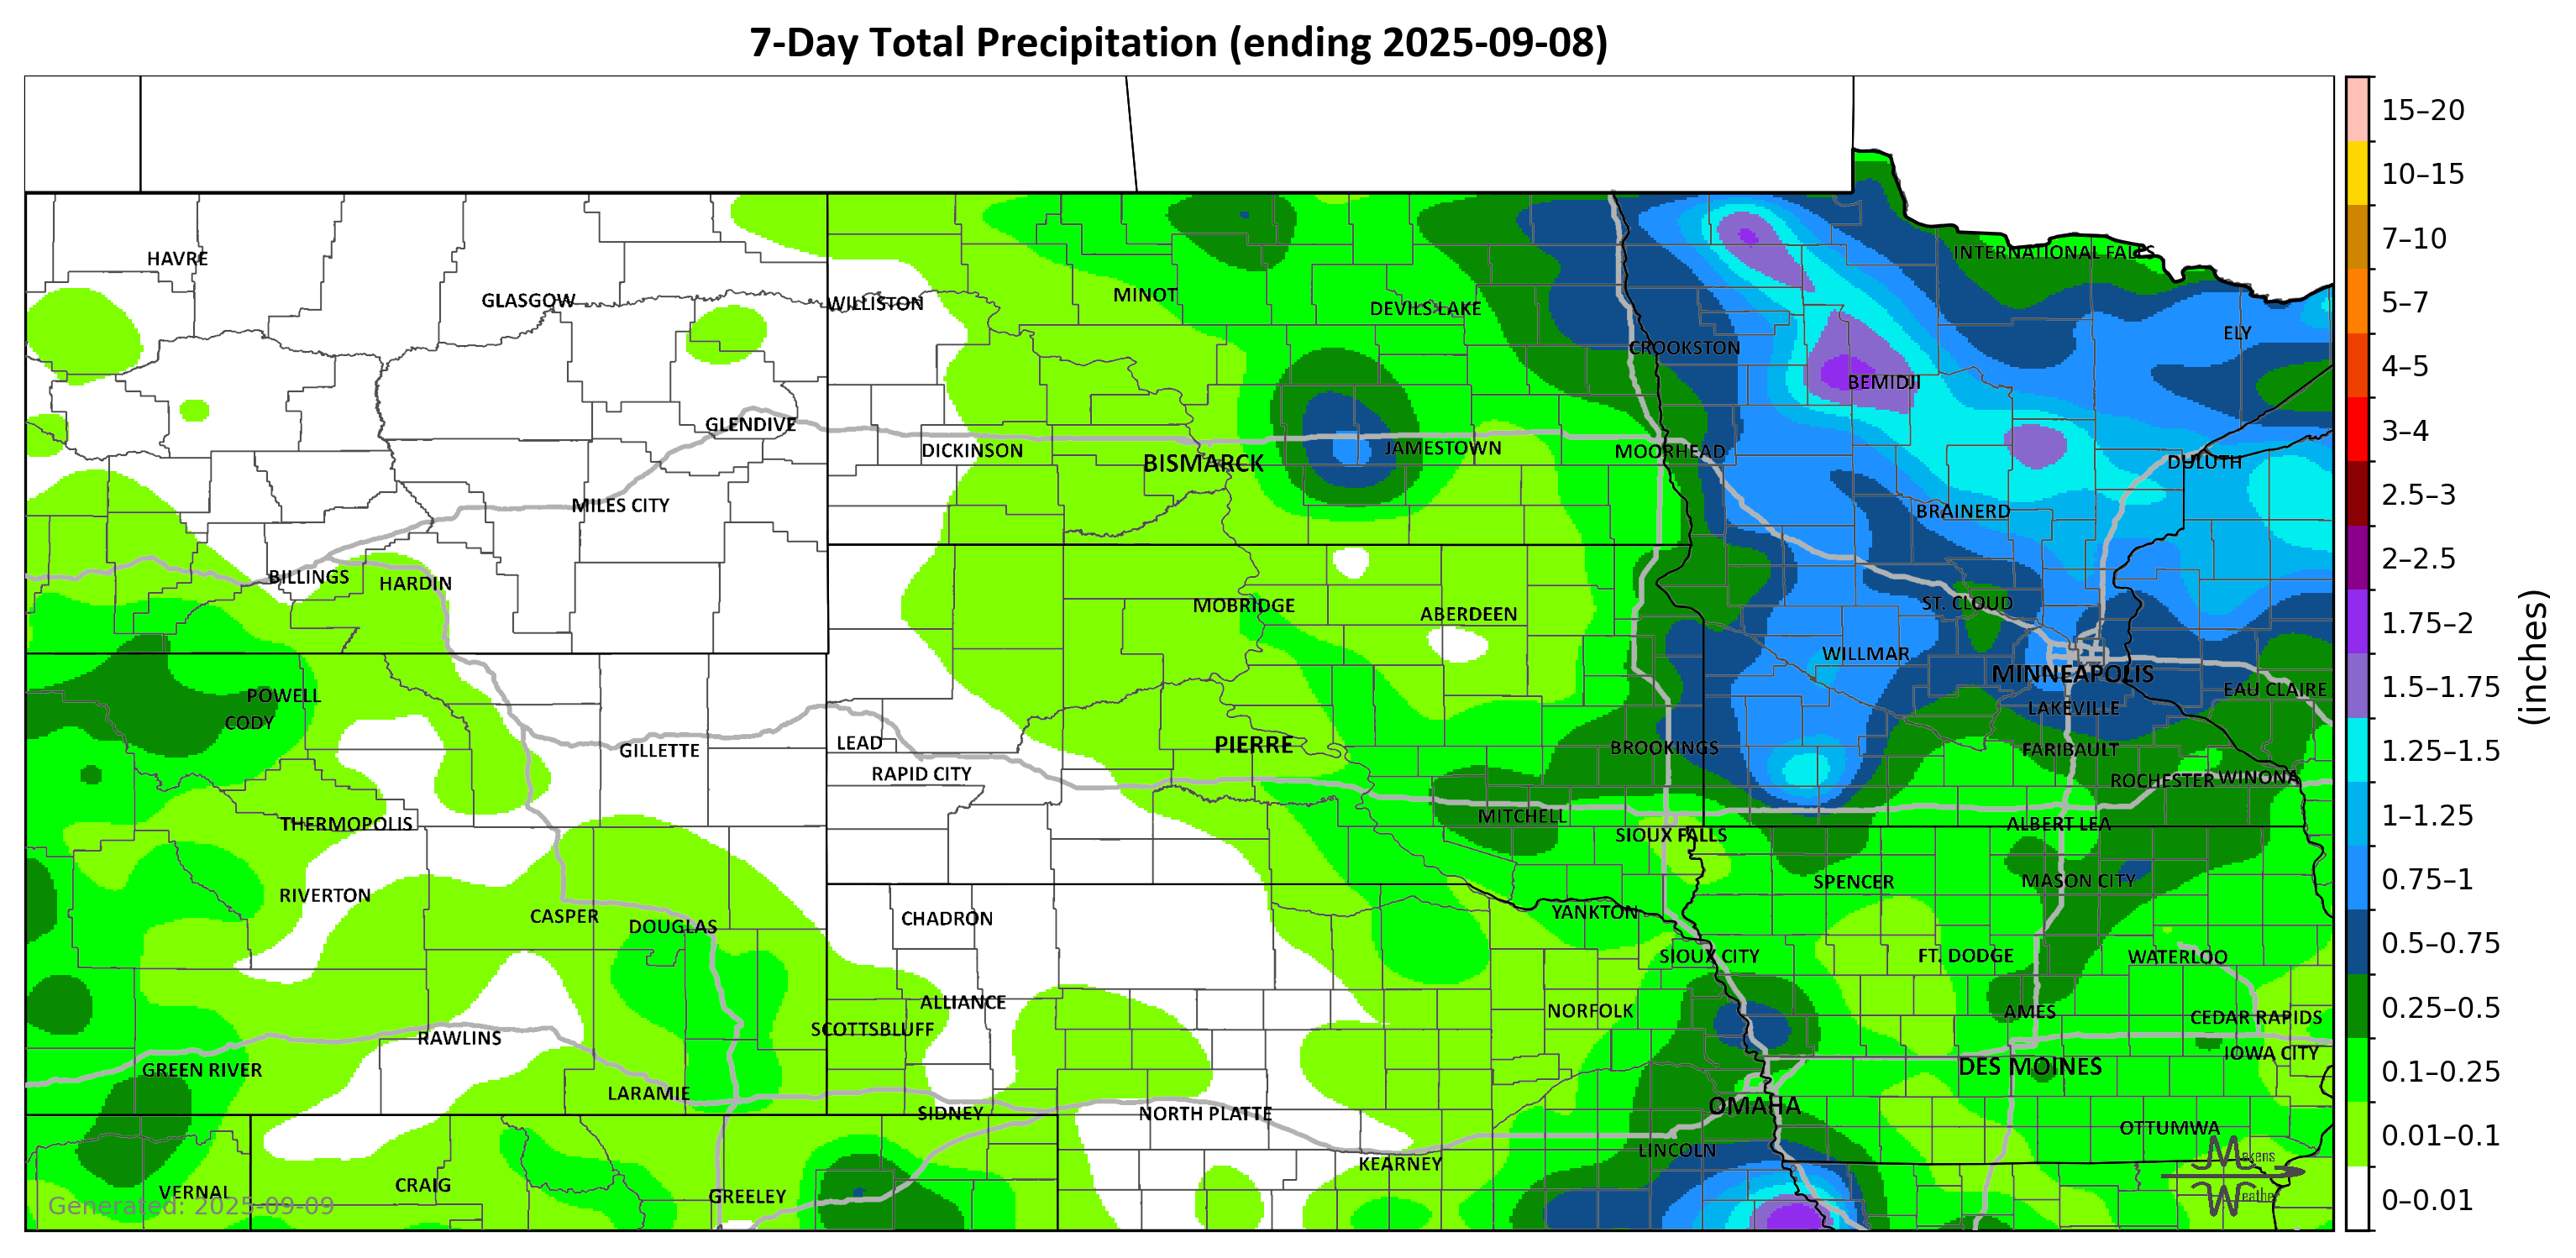 7-Day Total Precipitation (ending 2025-09-08)
15–20
10–15
7–10
5–7
4–5
3–4
2.5–3
2–2.5
1.75–2
1.5–1.75
1.25–1.5
1–1.25
0.75–1
0.5–0.75
0.25–0.5
0.1–0.25
0.01–0.1
0–0.01
(inches)
HAVRE
INTERNATIONAL FALLS
GLASGOW
WILLISTON
MINOT
DEVILS LAKE
ELY
CROOKSTON
BEMIDJI
GLENDIVE
DICKINSON
BISMARCK
JAMESTOWN
MOORHEAD
DULUTH
MILES CITY
BRAINERD
BILLINGS
HARDIN
MOBRIDGE
ABERDEEN
ST. CLOUD
WILLMAR
MINNEAPOLIS
EAU CLAIRE
POWELL
CODY
LAKEVILLE
GILLETTE
LEAD
PIERRE
BROOKINGS
FARIBAULT
RAPID CITY
ROCHESTER
WINONA
THERMOPOLIS
MITCHELL
ALBERT LEA
SIOUX FALLS
RIVERTON
SPENCER
MASON CITY
CASPER
DOUGLAS
CHADRON
YANKTON
SIOUX CITY
FT. DODGE
WATERLOO
ALLIANCE
NORFOLK
AMES
CEDAR RAPIDS
RAWLINS
SCOTTSBLUFF
IOWA CITY
GREEN RIVER
DES MOINES
LARAMIE
SIDNEY
NORTH PLATTE
OMAHA
OTTUMWA
LINCOLN
KEARNEY
VERNAL
CRAIG
GREELEY
Makens
Weather
Generated: 2025-09-09